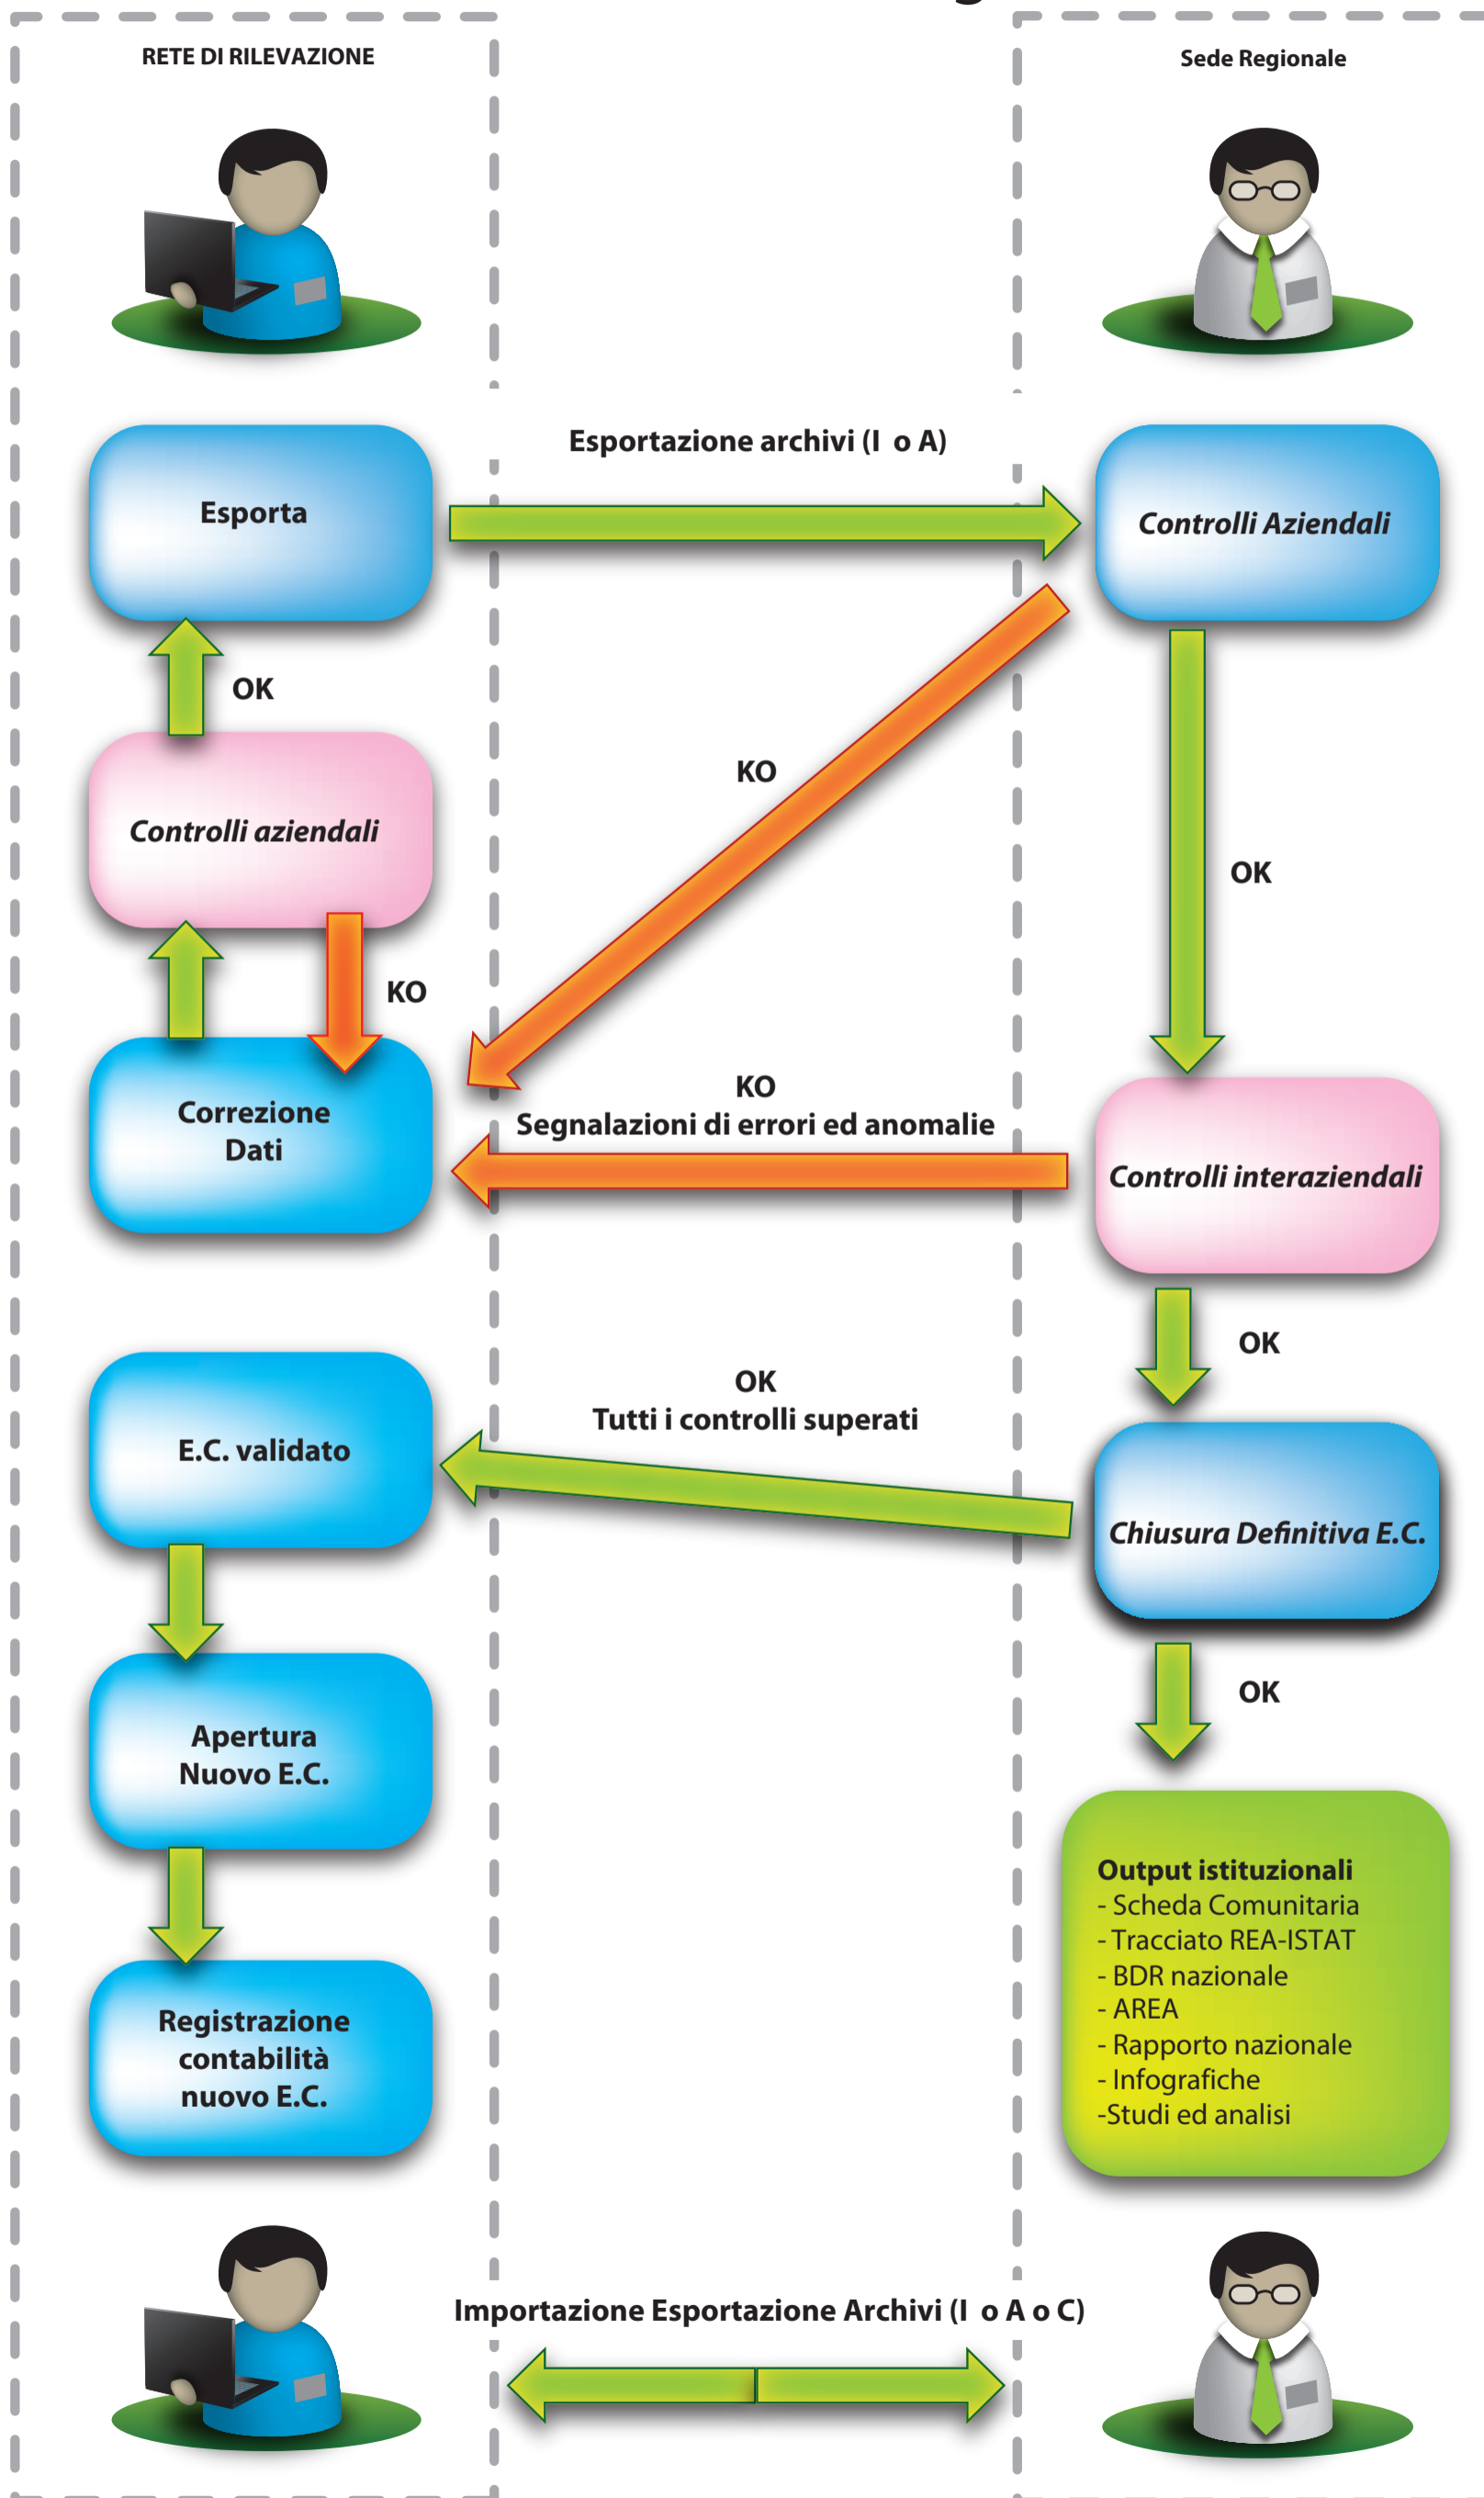 RETE DI RILEVAZIONE
Sede Regionale
Esportazione archivi (I o A)
Esporta
Controlli Aziendali
OK
KO
Controlli aziendali
OK
KO
KO
Correzione
Dati
Segnalazioni di errori ed anomalie
Controlli interaziendali
OK
OK
Tutti i controlli superati
E.C. validato
Chiusura Definitiva E.C.
OK
Apertura
Nuovo E.C.
Output istituzionali
- Scheda Comunitaria
- Tracciato REA-ISTAT
- BDR nazionale
- AREA
- Rapporto nazionale
- Infografiche
-Studi ed analisi
Registrazione
contabilità
nuovo E.C.
Importazione Esportazione Archivi (I o A o C)